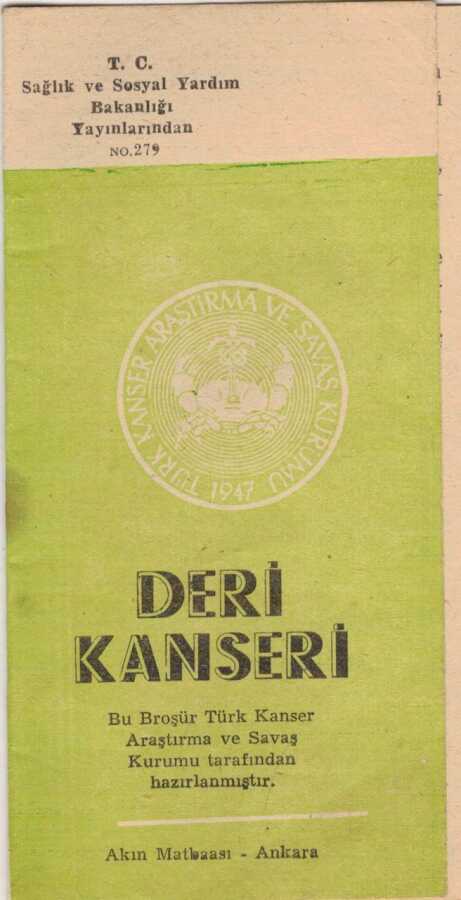 T. C.
Sağlık ve Sosyal Yardım
Bakanlığı
Yayınlarından
NO.279
TÜRK KANSER ARAŞTIRMA VE SAVAŞ KURUMU
1947
DERİ
KANSERİ
Bu Broşür Türk Kanser
Araştırma ve Savaş
Kurumu tarafından
hazırlanmıştır.
Akın Matbaası - Ankara